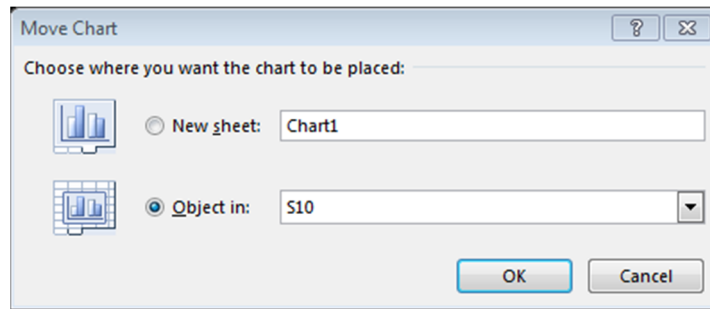 Move Chart
Choose where you want the chart to be placed:
New sheet: Chart1
Object in: S10
OK Cancel